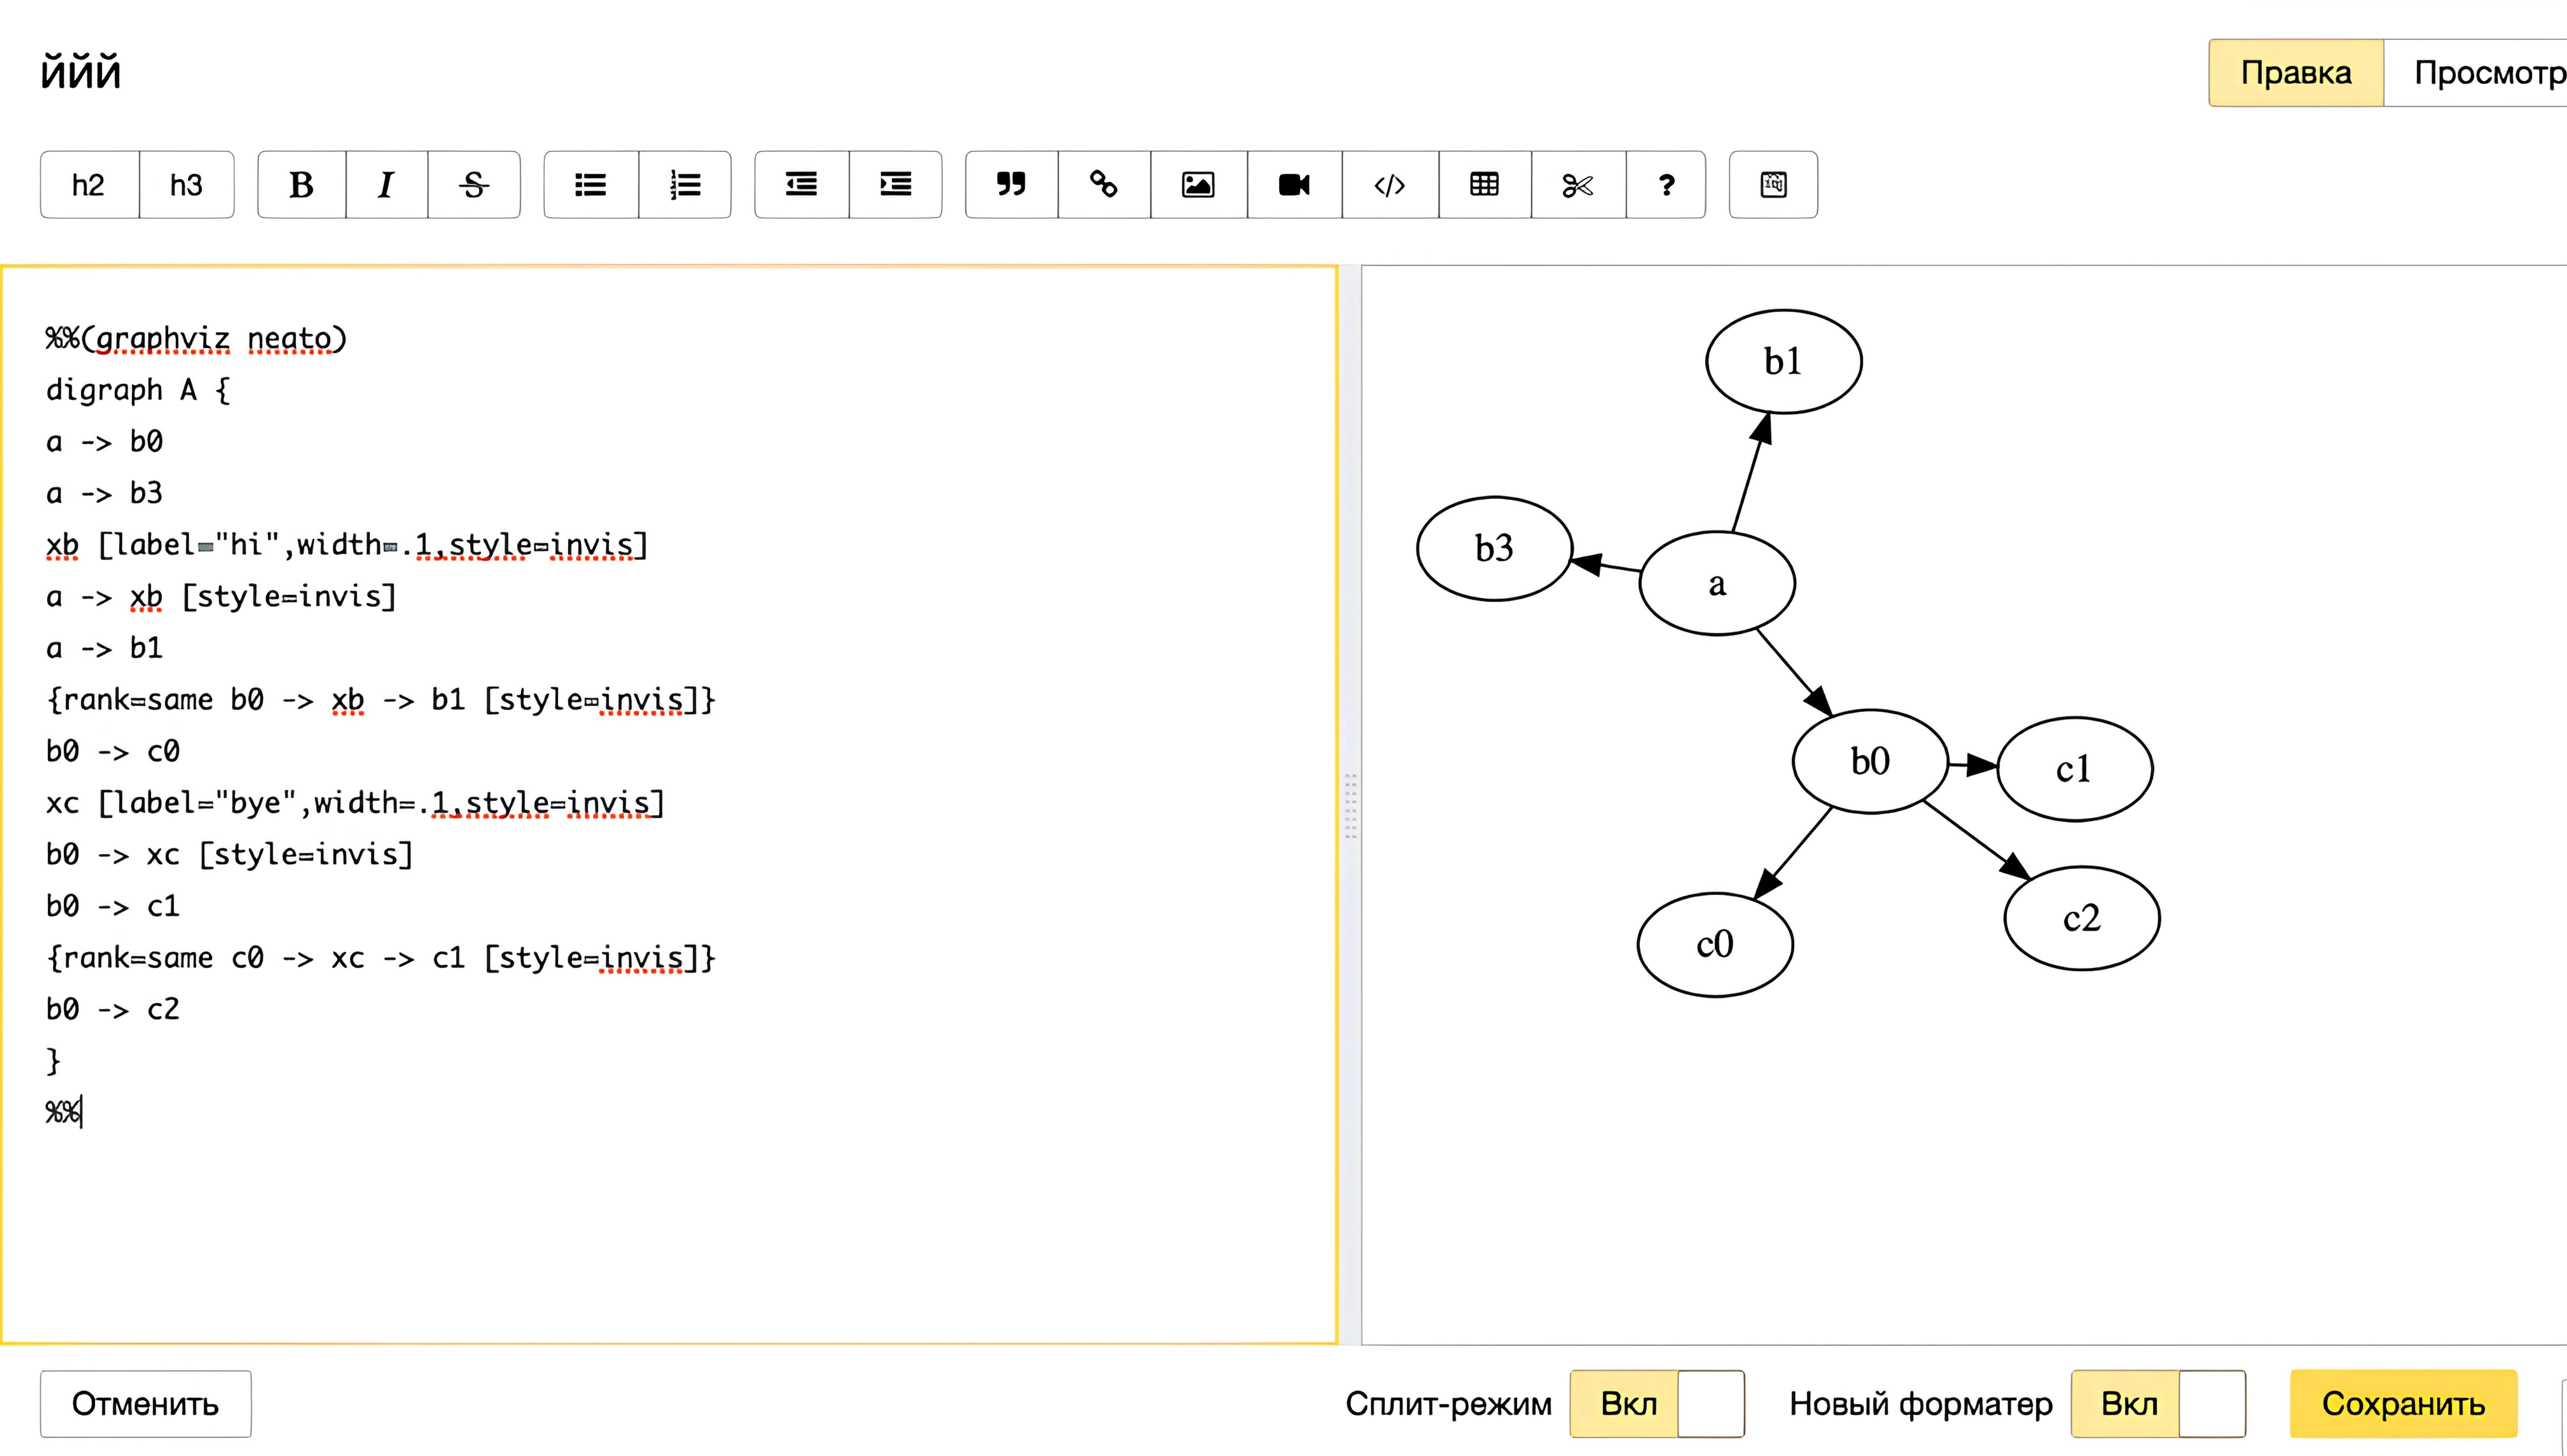 ййй
Правка Просмотр
h2 h3 B I S ?
%%(graphviz neato)
digraph A {
a -> b0
a -> b3
xb [label="hi",width=.1,style=invis]
a -> xb [style=invis]
a -> b1
{rank=same b0 -> xb -> b1 [style=invis]}
b0 -> c0
xc [label="bye",width=.1,style=invis]
b0 -> xc [style=invis]
b0 -> c1
{rank=same c0 -> xc -> c1 [style=invis]}
b0 -> c2
}
%%
b1
b3
a
b0
c1
c2
c0
Отменить
Сплит-режим Вкл Новый форматер Вкл Сохранить